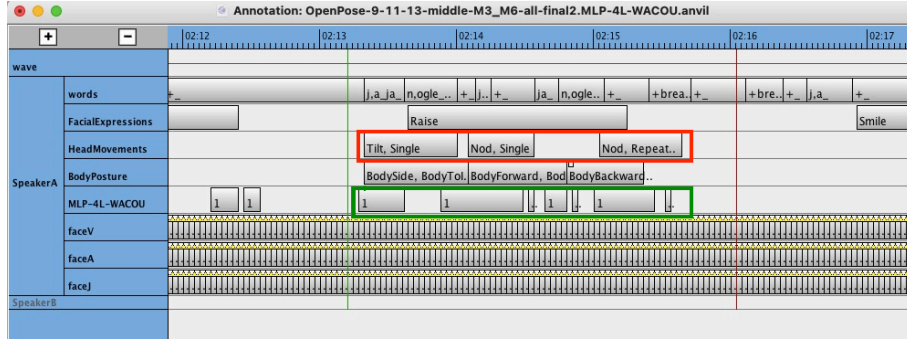 Annotation: OpenPose-9-11-13-middle-M3_M6-all-final2.MLP-4L-WACOU.anvil
+ - 02:12 02:13 02:14 02:15 02:16 02:17
wave
words +_ j,a_ja_ n,ogle_.. +_ j.. +_ ja_ n,ogle.. +_ +brea.. +_ +bre.. +_ j,a_ +_
FacialExpressions Raise Smile
HeadMovements Tilt, Single Nod, Single Nod, Repeat..
SpeakerA BodyPosture BodySide, BodyTol. BodyForward, Bod BodyBackward..
MLP-4L-WACOU 1 1 1 1 .. 1 .. 1 ..
faceV
faceA
faceJ
SpeakerB